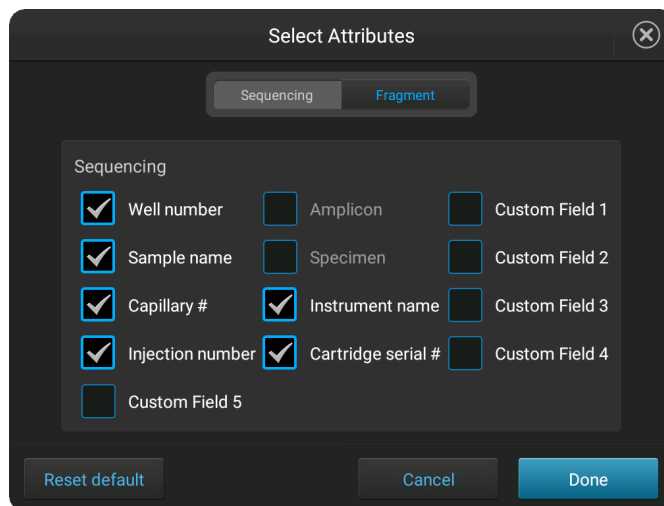 Select Attributes
Sequencing Fragment
Sequencing
Well number Amplicon Custom Field 1
Sample name Specimen Custom Field 2
Capillary # Instrument name Custom Field 3
Injection number Cartridge serial # Custom Field 4
Custom Field 5
Reset default Cancel Done